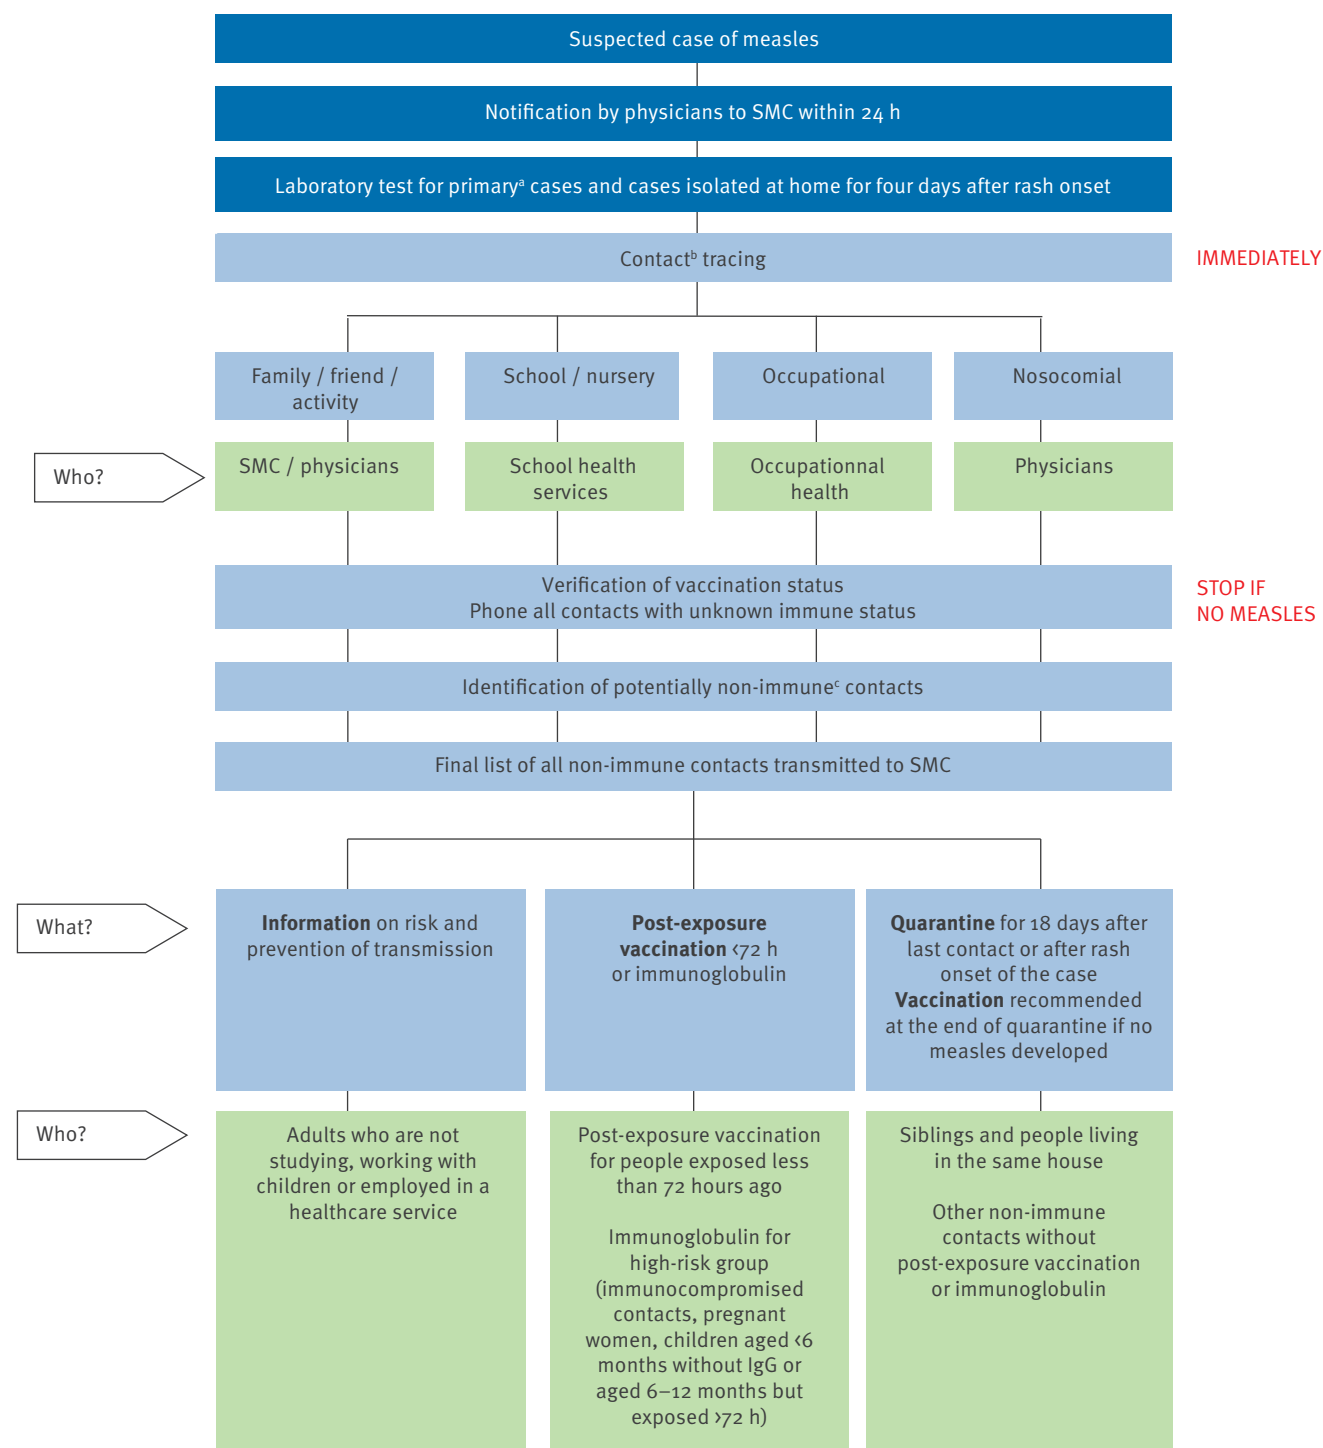 Suspected case of measles
Notification by physicians to SMC within 24 h
Laboratory test for primaryᵃ cases and cases isolated at home for four days after rash onset
Contactᵇ tracing
IMMEDIATELY
Family / friend /
activity
School / nursery
Occupational
Nosocomial
Who?
SMC / physicians
School health
services
Occupationnal
health
Physicians
Verification of vaccination status
Phone all contacts with unknown immune status
STOP IF
NO MEASLES
Identification of potentially non-immuneᶜ contacts
Final list of all non-immune contacts transmitted to SMC
What?
Information on risk and
prevention of transmission
Post-exposure
vaccination <72 h
or immunoglobulin
Quarantine for 18 days after
last contact or after rash
onset of the case
Vaccination recommended
at the end of quarantine if no
measles developed
Who?
Adults who are not
studying, working with
children or employed in a
healthcare service
Post-exposure vaccination
for people exposed less
than 72 hours ago
Immunoglobulin for
high-risk group
(immunocompromised
contacts, pregnant
women, children aged <6
months without IgG or
aged 6–12 months but
exposed >72 h)
Siblings and people living
in the same house
Other non-immune
contacts without
post-exposure vaccination
or immunoglobulin